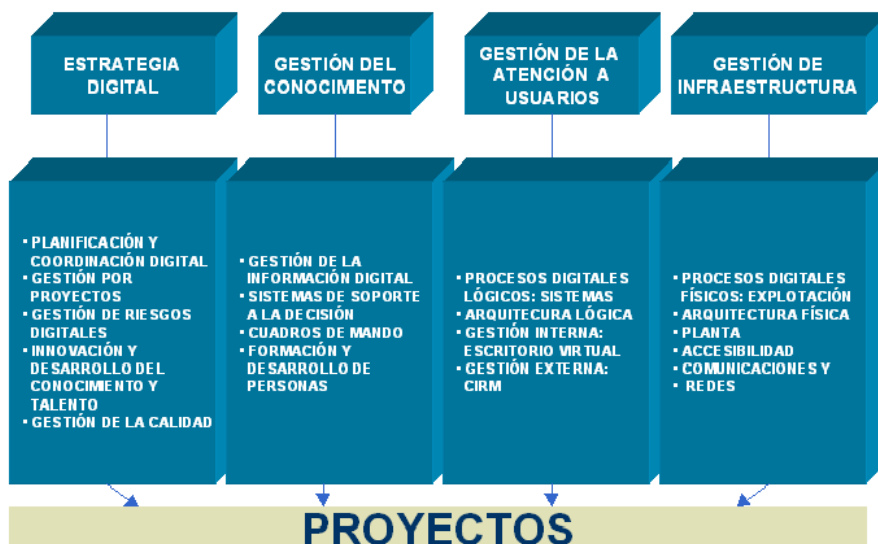 ESTRATEGIA
DIGITAL
GESTIÓN DEL
CONOCIMIENTO
GESTIÓN DE LA
ATENCIÓN A
USUARIOS
GESTIÓN DE
INFRAESTRUCTURA
▪ PLANIFICACIÓN Y
COORDINACIÓN DIGITAL
▪ GESTIÓN POR
PROYECTOS
▪ GESTIÓN DE RIESGOS
DIGITALES
▪ INNOVACIÓN Y
DESARROLLO DEL
CONOCIMIENTO Y
TALENTO
▪ GESTIÓN DE LA CALIDAD
▪ GESTIÓN DE LA
INFORMACIÓN DIGITAL
▪ SISTEMAS DE SOPORTE
A LA DECISIÓN
▪ CUADROS DE MANDO
▪ FORMACIÓN Y
DESARROLLO DE
PERSONAS
▪ PROCESOS DIGITALES
LÓGICOS: SISTEMAS
▪ ARQUITECURA LÓGICA
▪ GESTIÓN INTERNA:
ESCRITORIO VIRTUAL
▪ GESTIÓN EXTERNA:
CIRM
▪ PROCESOS DIGITALES
FÍSICOS: EXPLOTACIÓN
▪ ARQUITECTURA FÍSICA
▪ PLANTA
▪ ACCESIBILIDAD
▪ COMUNICACIONES Y
▪ REDES
PROYECTOS